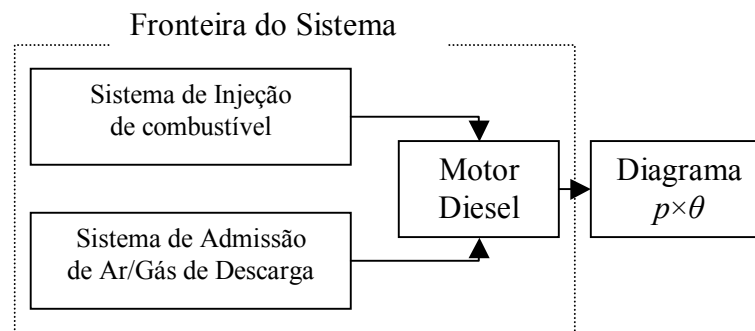 Fronteira do Sistema
Sistema de Injeção
de combustível
Motor
Diesel
Diagrama
p×θ
Sistema de Admissão
de Ar/Gás de Descarga